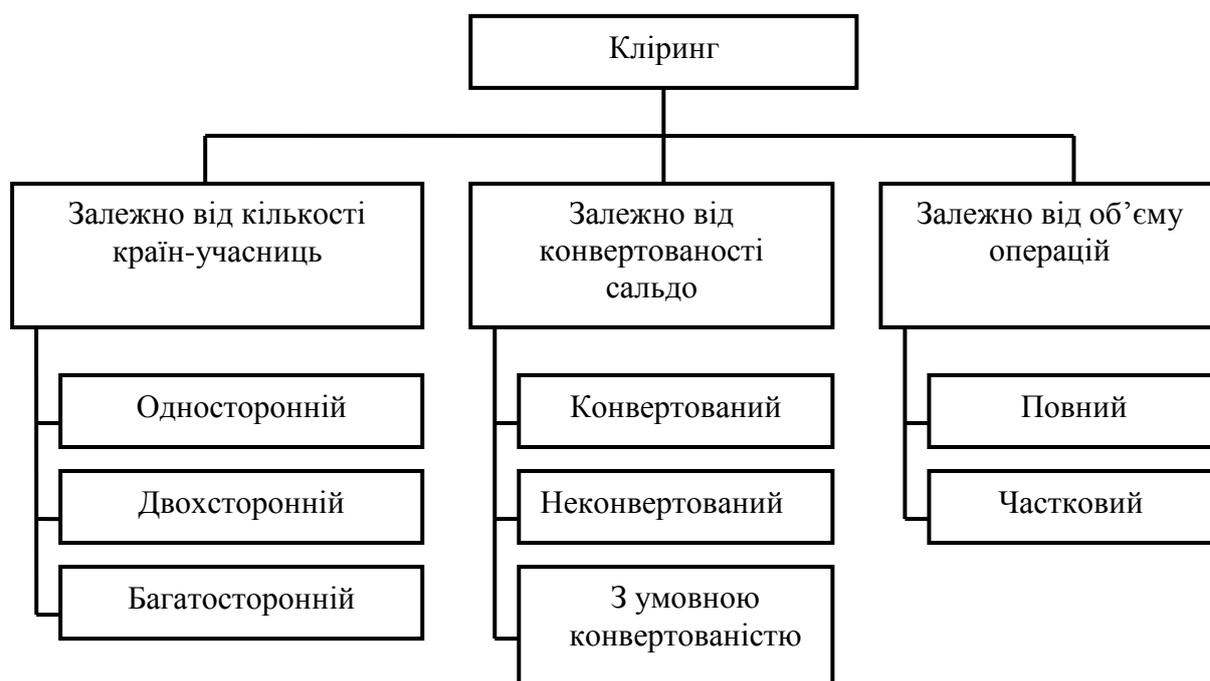 Кліринг
Залежно від кількості
країн-учасниць
Односторонній
Двохсторонній
Багатосторонній
Залежно від
конвертованості
сальдо
Конвертований
Неконвертований
З умовною
конвертованістю
Залежно від об’єму
операцій
Повний
Частковий